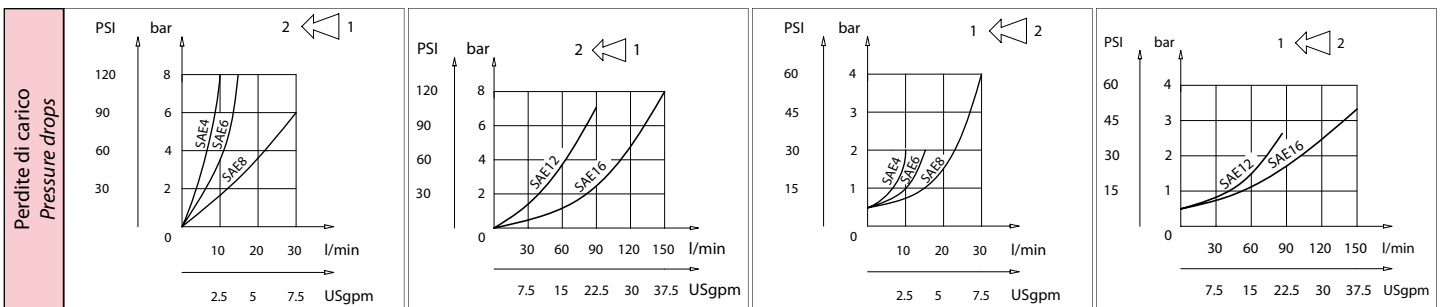 Perdite di carico
Pressure drops
PSI bar 2 1
120 8
90 6
60 4
30 2
0
SAE4
SAE6
SAE8
10 20 30 l/min
2.5 5 7.5 USgpm
PSI bar 2 1
120 8
90 6
60 4
30 2
0
SAE12
SAE16
30 60 90 120 150 l/min
7.5 15 22.5 30 37.5 USgpm
PSI bar 1 2
60 4
45 3
30 2
15 1
0
SAE4
SAE6
SAE8
10 20 30 l/min
2.5 5 7.5 USgpm
PSI bar 1 2
60 4
45 3
30 2
15 1
0
SAE12
SAE16
30 60 90 120 150 l/min
7.5 15 22.5 30 37.5 USgpm